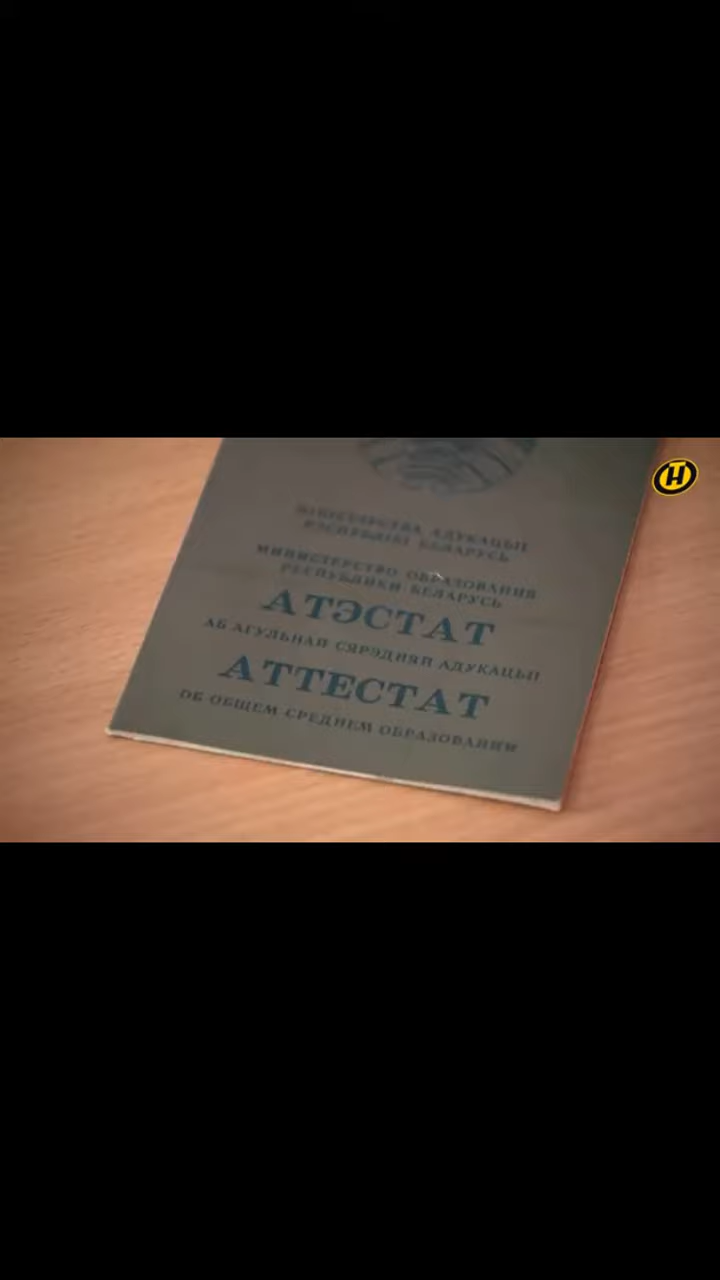 МІНІСТЭРСТВА АДУКАЦЫІ
РЭСПУБЛІКІ БЕЛАРУСЬ
МИНИСТЕРСТВО ОБРАЗОВАНИЯ
РЕСПУБЛИКИ БЕЛАРУСЬ
АТЭСТАТ
АБ АГУЛЬНАЙ СЯРЭДНЯЙ АДУКАЦЫІ
АТТЕСТАТ
ОБ ОБЩЕМ СРЕДНЕМ ОБРАЗОВАНИИ